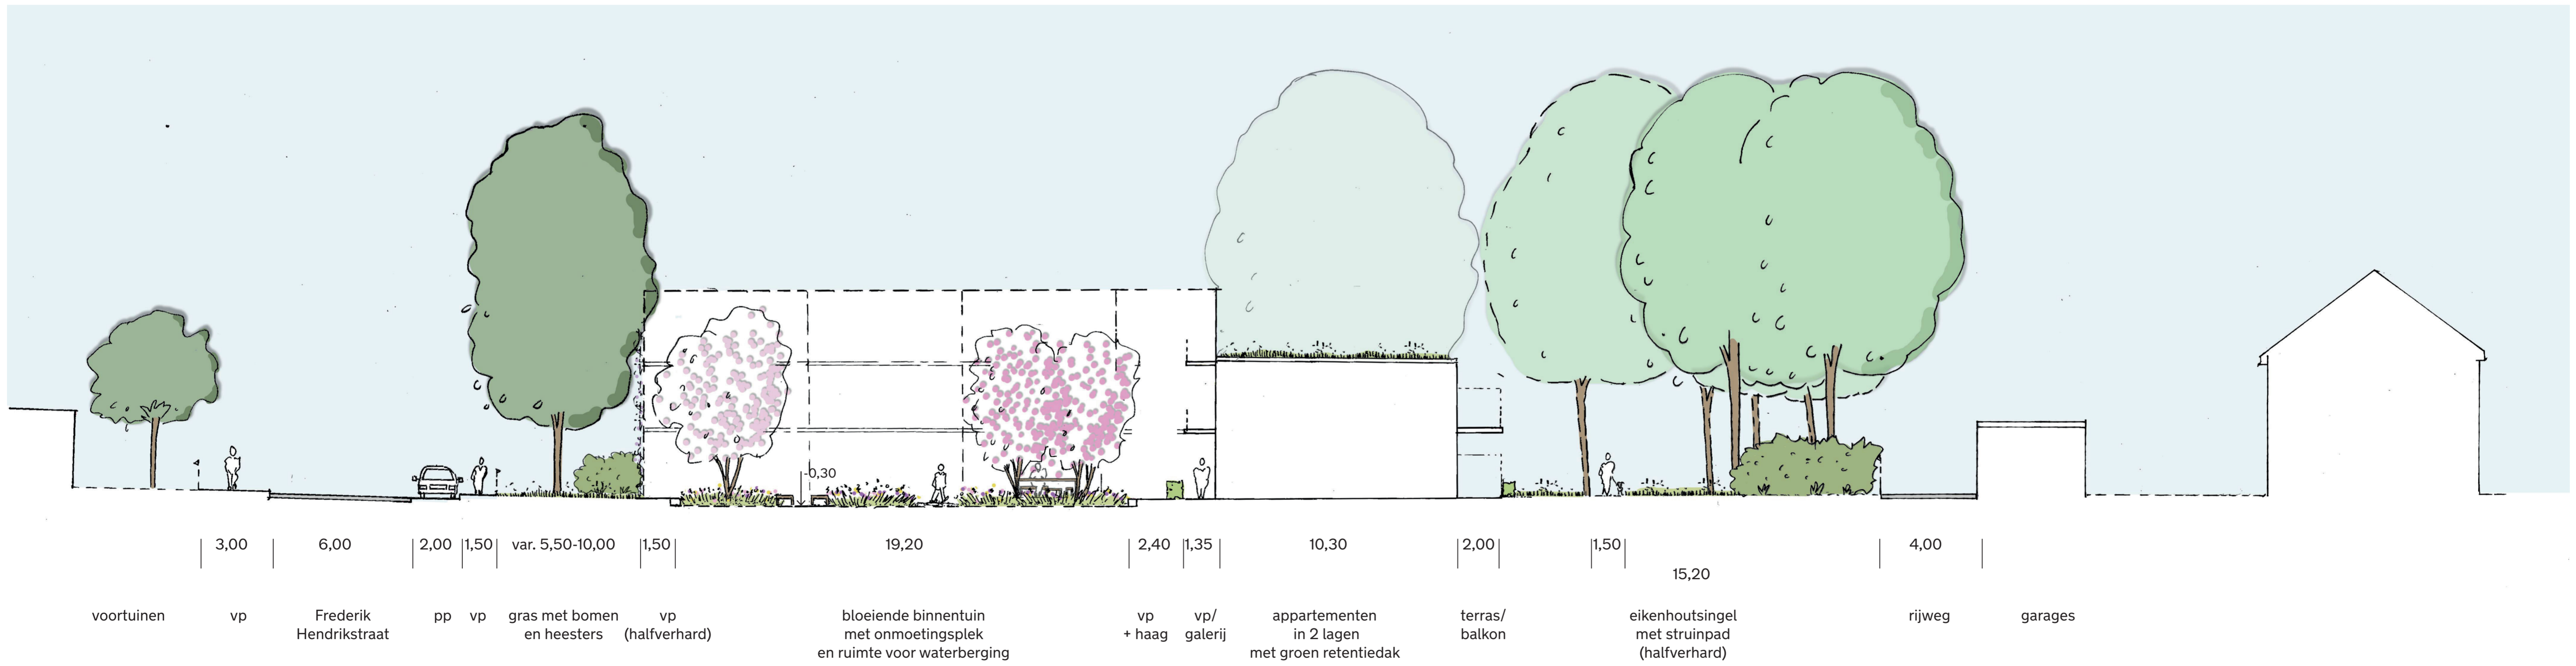 -0,30
3,00
6,00
2,00
1,50
var. 5,50-10,00
1,50
19,20
2,40
1,35
10,30
2,00
1,50
15,20
4,00
voortuinen
vp
Frederik
Hendrikstraat
pp
vp
gras met bomen
en heesters
vp
(halfverhard)
bloeiende binnentuin
met onmoetingsplek
en ruimte voor waterberging
vp
+ haag
vp/
galerij
appartementen
in 2 lagen
met groen retentiedak
terras/
balkon
eikenhoutsingel
met struinpad
(halfverhard)
rijweg
garages